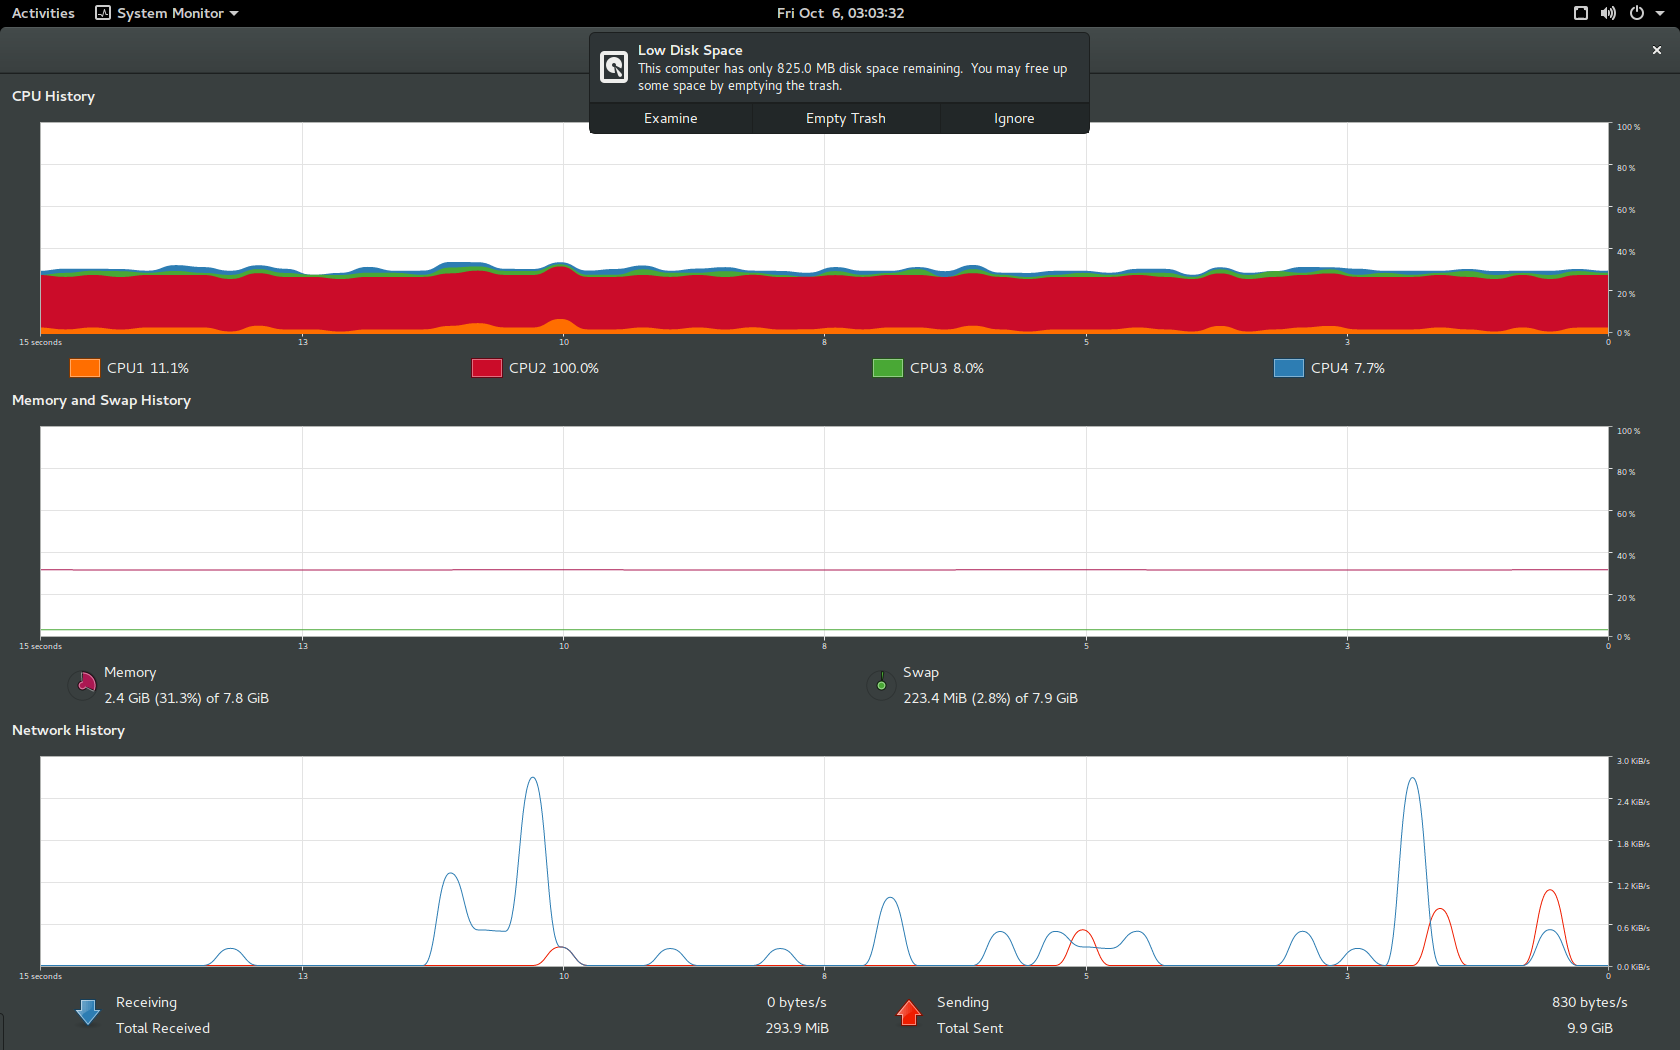 Activities System Monitor Fri Oct 6, 03:03:32
Low Disk Space
This computer has only 825.0 MB disk space remaining. You may free up
some space by emptying the trash.
Examine Empty Trash Ignore
CPU History
100 %
80 %
60 %
40 %
20 %
0 %
15 seconds 13 10 8 5 3 0
CPU1 11.1% CPU2 100.0% CPU3 8.0% CPU4 7.7%
Memory and Swap History
100 %
80 %
60 %
40 %
20 %
0 %
15 seconds 13 10 8 5 3 0
Memory Swap
2.4 GiB (31.3%) of 7.8 GiB 223.4 MiB (2.8%) of 7.9 GiB
Network History
3.0 KiB/s
2.4 KiB/s
1.8 KiB/s
1.2 KiB/s
0.6 KiB/s
0.0 KiB/s
15 seconds 13 10 8 5 3 0
Receiving 0 bytes/s Sending 830 bytes/s
Total Received 293.9 MiB Total Sent 9.9 GiB